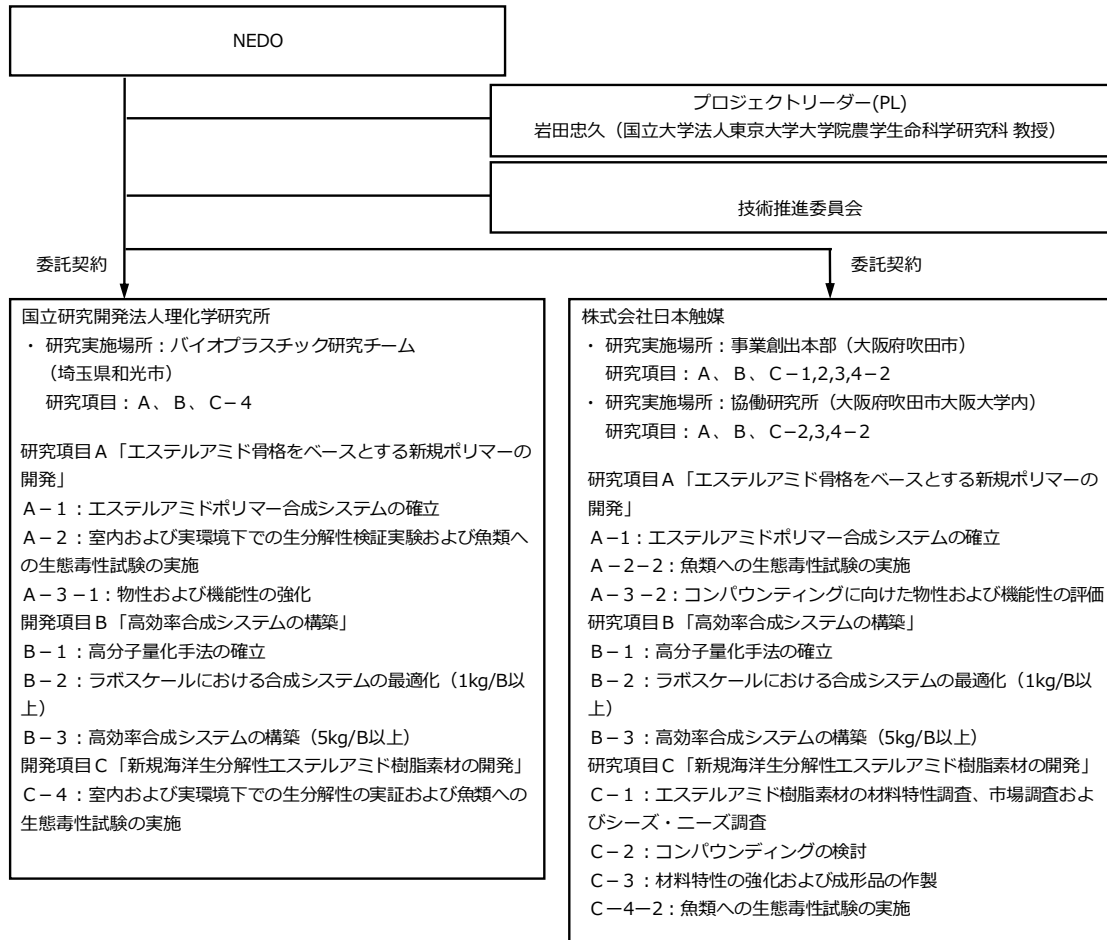 NEDO
プロジェクトリーダー(PL)
岩田忠久（国立大学法人東京大学大学院農学生命科学研究科 教授）
技術推進委員会
委託契約
委託契約
国立研究開発法人理化学研究所
・ 研究実施場所：バイオプラスチック研究チーム
（埼玉県和光市）
研究項目：Ａ、Ｂ、Ｃ－４
研究項目Ａ「エステルアミド骨格をベースとする新規ポリマーの
開発」
Ａ－１：エステルアミドポリマー合成システムの確立
Ａ－２：室内および実環境下での生分解性検証実験および魚類へ
の生態毒性試験の実施
Ａ－３－１：物性および機能性の強化
開発項目Ｂ「高効率合成システムの構築」
Ｂ－１：高分子量化手法の確立
Ｂ－２：ラボスケールにおける合成システムの最適化（1kg/B以
上）
Ｂ－３：高効率合成システムの構築（5kg/B以上）
開発項目Ｃ「新規海洋生分解性エステルアミド樹脂素材の開発」
Ｃ－４：室内および実環境下での生分解性の実証および魚類への
生態毒性試験の実施
株式会社日本触媒
・ 研究実施場所：事業創出本部（大阪府吹田市）
研究項目：Ａ、Ｂ、Ｃ－1,2,3,4－2
・ 研究実施場所：協働研究所（大阪府吹田市大阪大学内）
研究項目：Ａ、Ｂ、Ｃ－2,3,4－2
研究項目Ａ「エステルアミド骨格をベースとする新規ポリマーの
開発」
Ａ－1：エステルアミドポリマー合成システムの確立
Ａ－２－２：魚類への生態毒性試験の実施
Ａ－３－２：コンパウンティングに向けた物性および機能性の評価
研究項目Ｂ「高効率合成システムの構築」
Ｂ－１：高分子量化手法の確立
Ｂ－２：ラボスケールにおける合成システムの最適化（1kg/B以
上）
Ｂ－３：高効率合成システムの構築（5kg/B以上）
研究項目Ｃ「新規海洋生分解性エステルアミド樹脂素材の開発」
Ｃ－１：エステルアミド樹脂素材の材料特性調査、市場調査およ
びシーズ・ニーズ調査
Ｃ－２：コンパウンディングの検討
Ｃ－３：材料特性の強化および成形品の作製
Ｃー4ー2：魚類への生態毒性試験の実施